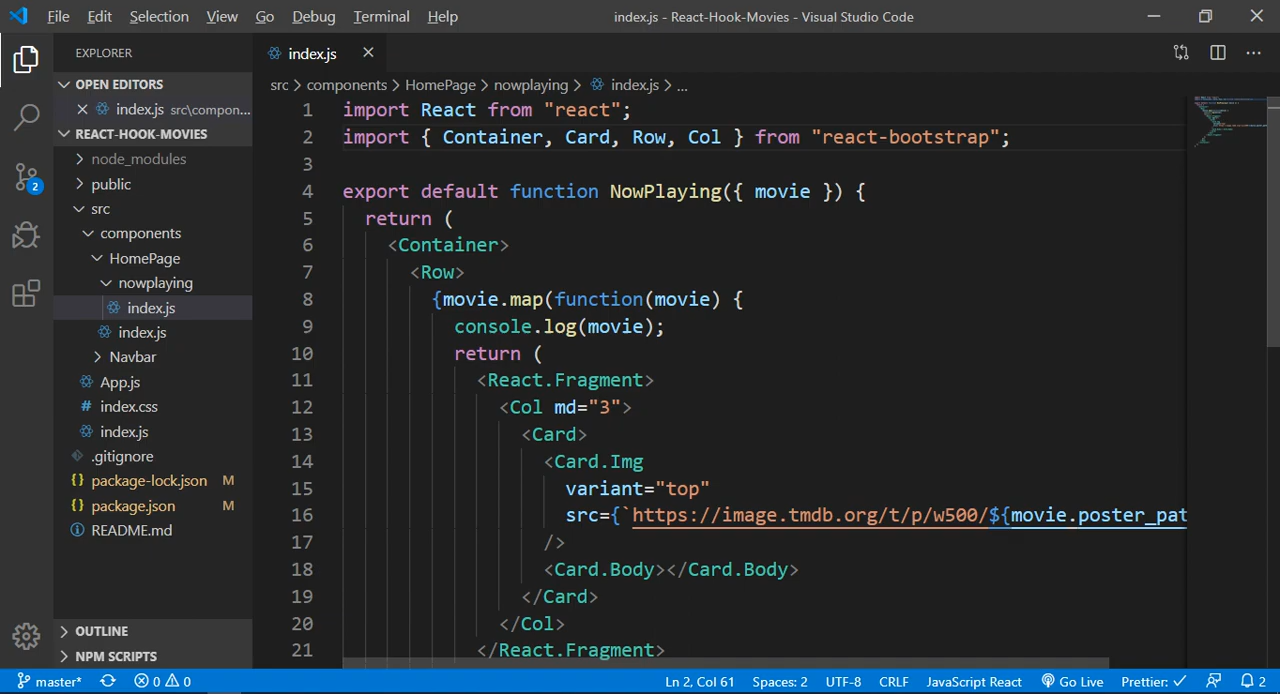 File Edit Selection View Go Debug Terminal Help index.js - React-Hook-Movies - Visual Studio Code
EXPLORER
OPEN EDITORS
index.js src\compon...
REACT-HOOK-MOVIES
node_modules
public
src
components
HomePage
nowplaying
index.js
index.js
Navbar
App.js
# index.css
index.js
.gitignore
{} package-lock.json M
{} package.json M
README.md
OUTLINE
NPM SCRIPTS
2
index.js
src > components > HomePage > nowplaying > index.js > ...
1 import React from "react";
2 import { Container, Card, Row, Col } from "react-bootstrap";
3
4 export default function NowPlaying({ movie }) {
5 return (
6 <Container>
7 <Row>
8 {movie.map(function(movie) {
9 console.log(movie);
10 return (
11 <React.Fragment>
12 <Col md="3">
13 <Card>
14 <Card.Img
15 variant="top"
16 src={`https://image.tmdb.org/t/p/w500/${movie.poster_pat
17 />
18 <Card.Body></Card.Body>
19 </Card>
20 </Col>
21 </React.Fragment>
master* 0 0 Ln 2, Col 61 Spaces: 2 UTF-8 CRLF JavaScript React Go Live Prettier: ✓ 2